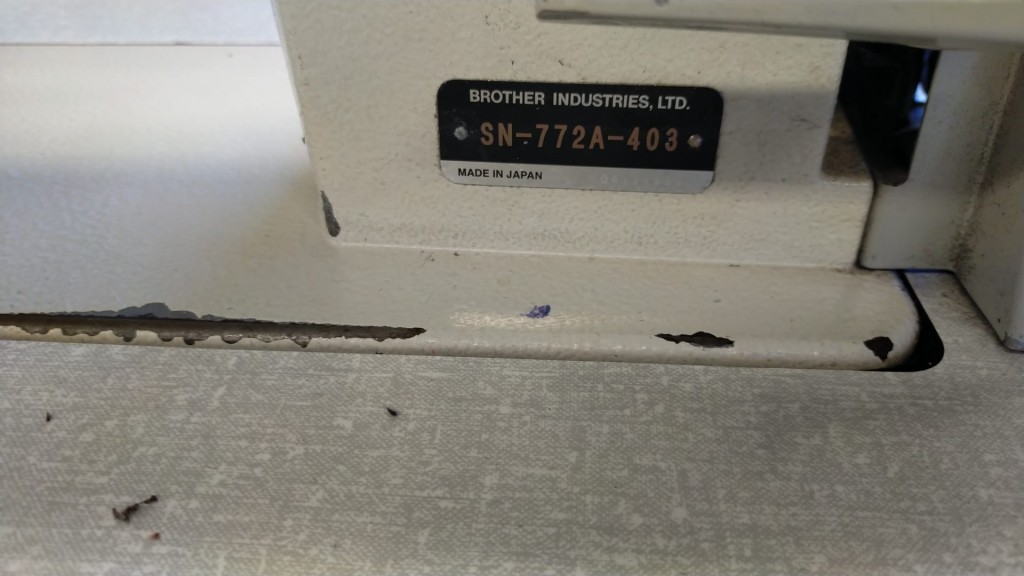 BROTHER INDUSTRIES, LTD.
SN-772A-403
MADE IN JAPAN